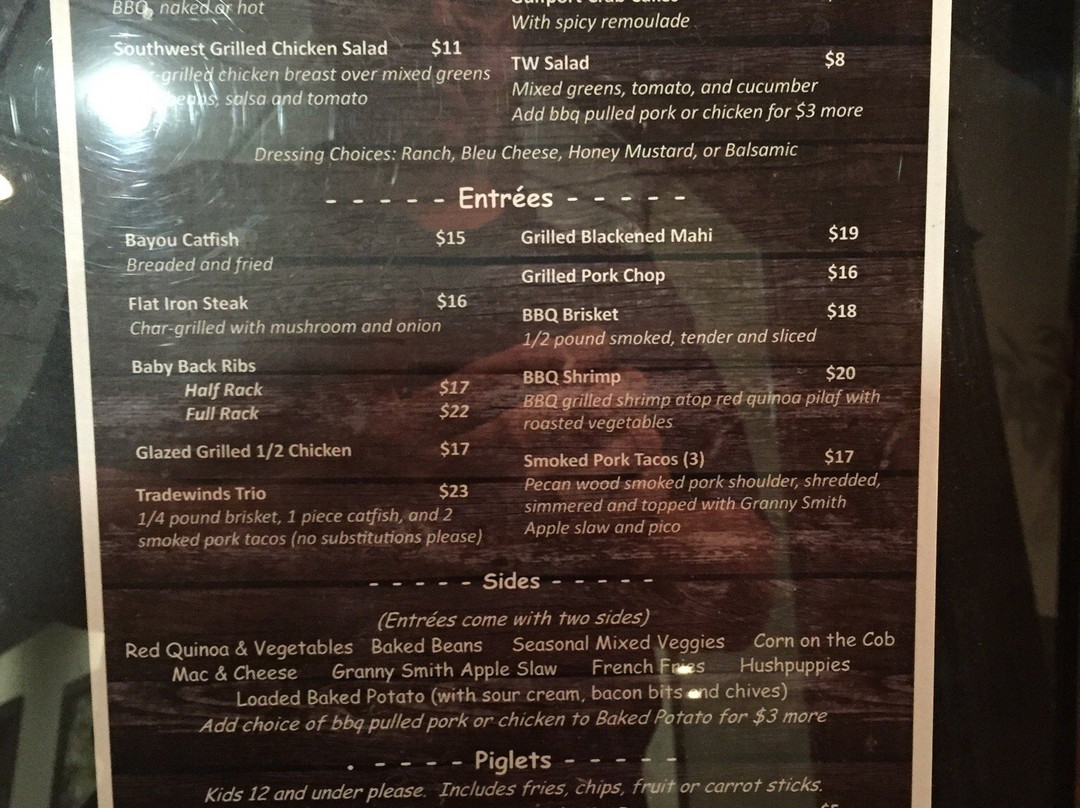 BBQ, naked or hot
With spicy remoulade
Southwest Grilled Chicken Salad $11
grilled chicken breast over mixed greens
salsa and tomato
TW Salad $8
Mixed greens, tomato, and cucumber
Add bbq pulled pork or chicken for $3 more
Dressing Choices: Ranch, Bleu Cheese, Honey Mustard, or Balsamic
- - - - - Entrées - - - - -
Bayou Catfish $15
Breaded and fried
Flat Iron Steak $16
Char-grilled with mushroom and onion
Baby Back Ribs
Half Rack $17
Full Rack $22
Glazed Grilled 1/2 Chicken $17
Tradewinds Trio $23
1/4 pound brisket, 1 piece catfish, and 2
smoked pork tacos (no substitutions please)
Grilled Blackened Mahi $19
Grilled Pork Chop $16
BBQ Brisket $18
1/2 pound smoked, tender and sliced
BBQ Shrimp $20
BBQ grilled shrimp atop red quinoa pilaf with
roasted vegetables
Smoked Pork Tacos (3) $17
Pecan wood smoked pork shoulder, shredded,
simmered and topped with Granny Smith
Apple slaw and pico
- - - - - Sides - - - - -
(Entrées come with two sides)
Red Quinoa & Vegetables Baked Beans Seasonal Mixed Veggies Corn on the Cob
Mac & Cheese Granny Smith Apple Slaw French Fries Hushpuppies
Loaded Baked Potato (with sour cream, bacon bits and chives)
Add choice of bbq pulled pork or chicken to Baked Potato for $3 more
- - - - - Piglets - - - - -
Kids 12 and under please. Includes fries, chips, fruit or carrot sticks.